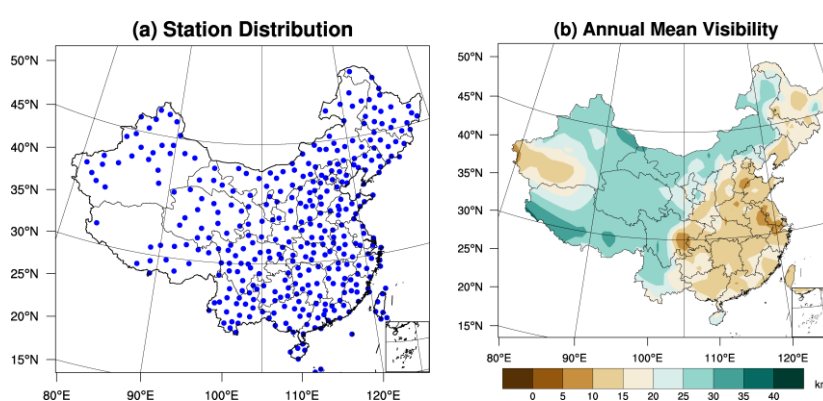 (a) Station Distribution
50°N
45°N
40°N
35°N
30°N
25°N
20°N
15°N
80°E 90°E 100°E 110°E 120°E
(b) Annual Mean Visibility
50°N
45°N
40°N
35°N
30°N
25°N
20°N
15°N
80°E 90°E 100°E 110°E 120°E
0 5 10 15 20 25 30 35 40